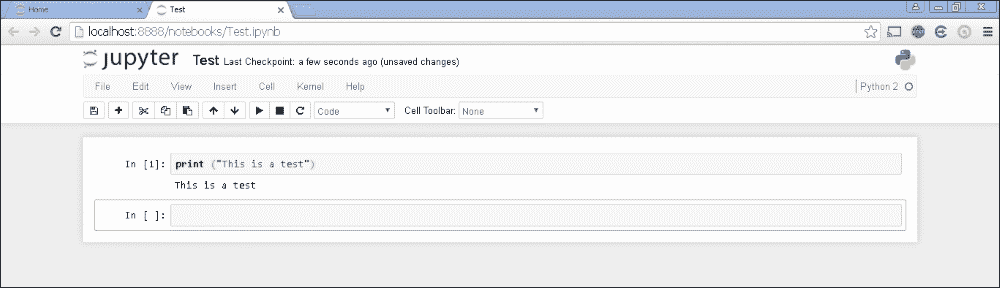 Home Test
localhost:8888/notebooks/Test.ipynb
jupyter Test Last Checkpoint: a few seconds ago (unsaved changes)
File Edit View Insert Cell Kernel Help Python 2
Code Cell Toolbar: None
In [1]: print ("This is a test")
This is a test
In [ ]: